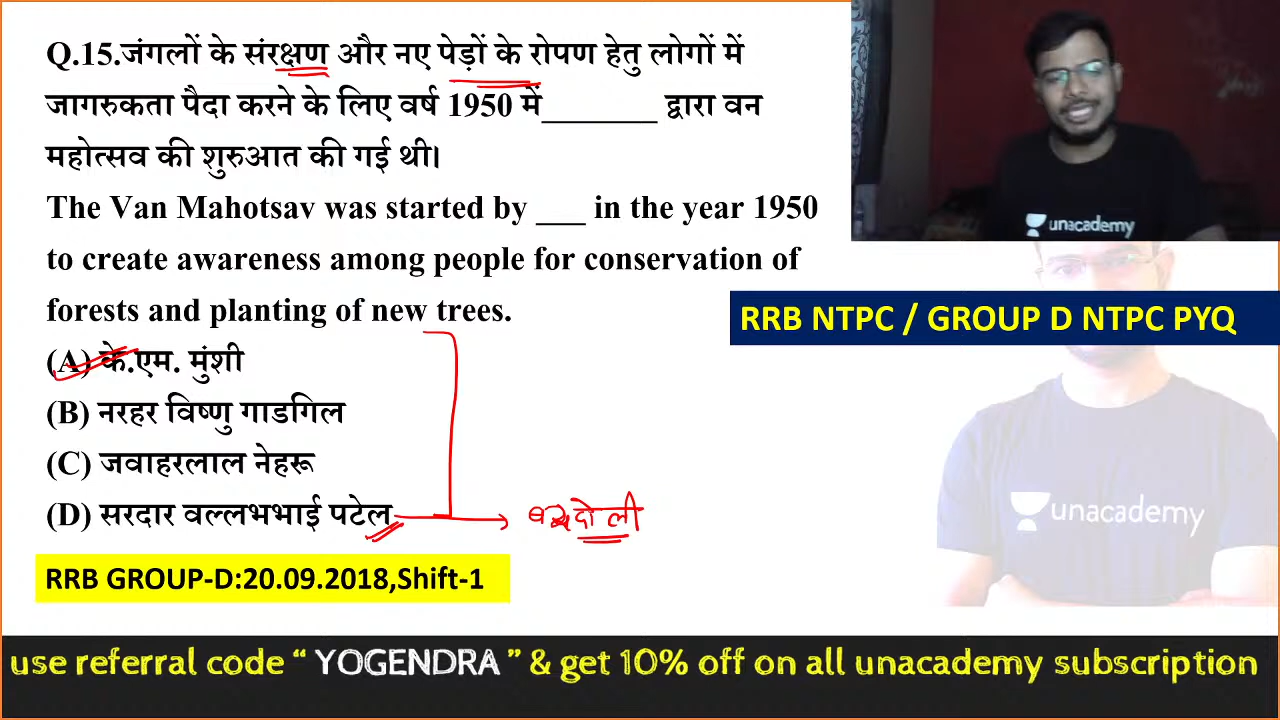 Q.15.जंगलों के संरक्षण और नए पेड़ों के रोपण हेतु लोगों में
जागरुकता पैदा करने के लिए वर्ष 1950 में_______ द्वारा वन
महोत्सव की शुरुआत की गई थी।
The Van Mahotsav was started by ___ in the year 1950
to create awareness among people for conservation of
forests and planting of new trees.
(A) के.एम. मुंशी
(B) नरहर विष्णु गाडगिल
(C) जवाहरलाल नेहरू
(D) सरदार वल्लभभाई पटेल
RRB GROUP-D:20.09.2018,Shift-1
unacademy
RRB NTPC / GROUP D NTPC PYQ
unacademy
use referral code “ YOGENDRA ” & get 10% off on all unacademy subscription